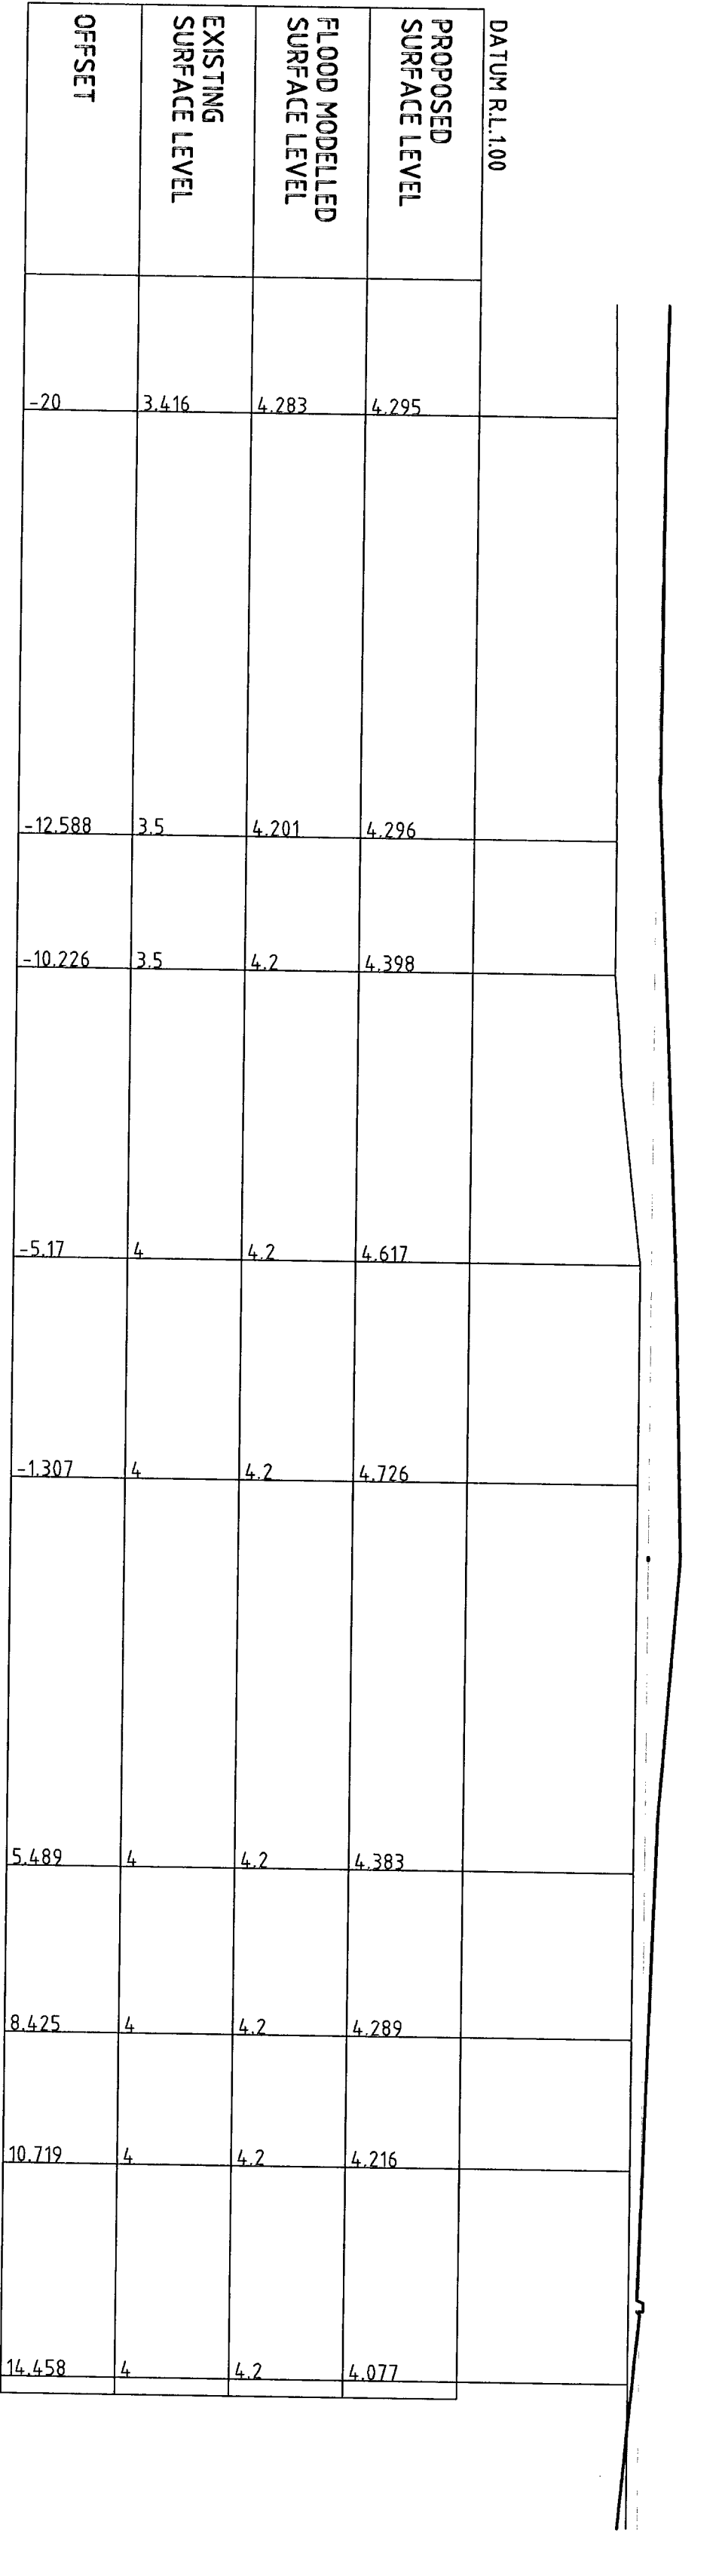 DATUM R.L.1.00
PROPOSED
SURFACE LEVEL
4.295 4.296 4.398 4.617 4.726 4.383 4.289 4.216 4.077
FLOOD MODELLED
SURFACE LEVEL
4.283 4.201 4.2 4.2 4.2 4.2 4.2 4.2 4.2
EXISTING
SURFACE LEVEL
3.416 3.5 3.5 4 4 4 4 4 4
OFFSET
-20 -12.588 -10.226 -5.17 -1.307 5.489 8.425 10.719 14.458